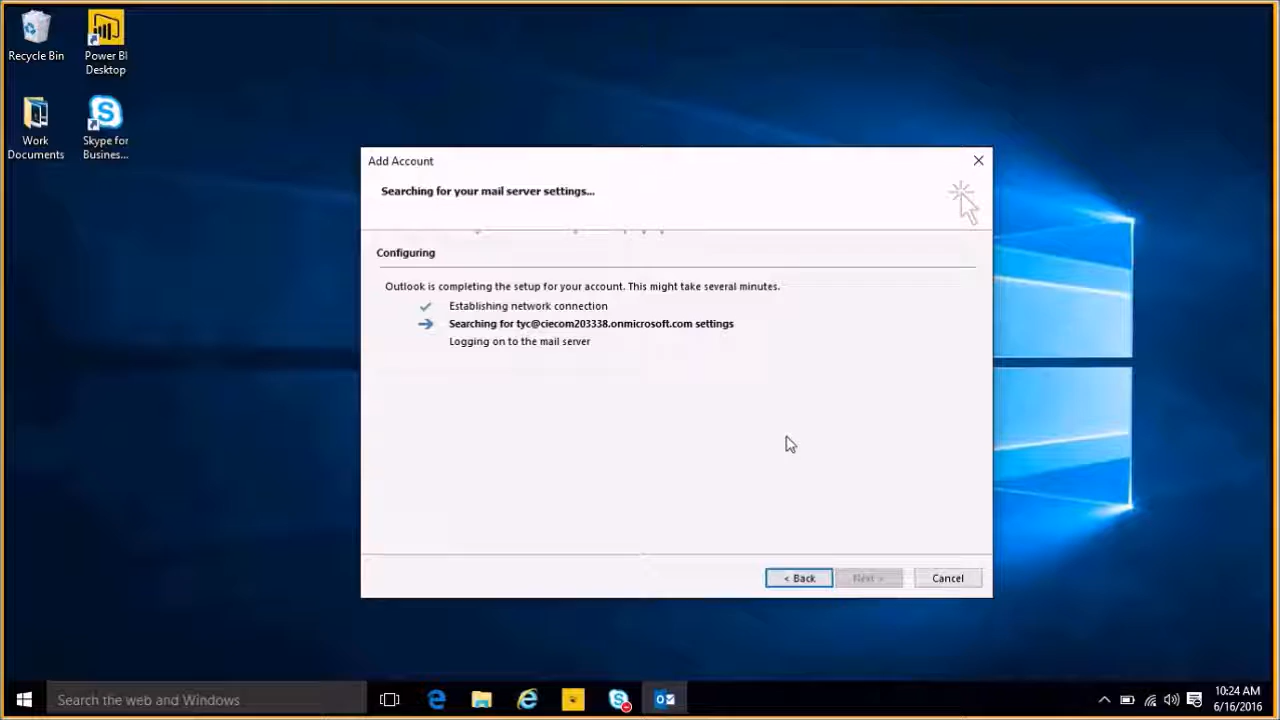 Recycle Bin
Power BI
Desktop
Work
Documents
Skype for
Busines...
Add Account
Searching for your mail server settings...
Configuring
Outlook is completing the setup for your account. This might take several minutes.
Establishing network connection
Searching for tyc@ciecom203338.onmicrosoft.com settings
Logging on to the mail server
< Back
Next >
Cancel
Search the web and Windows
10:24 AM
6/16/2016